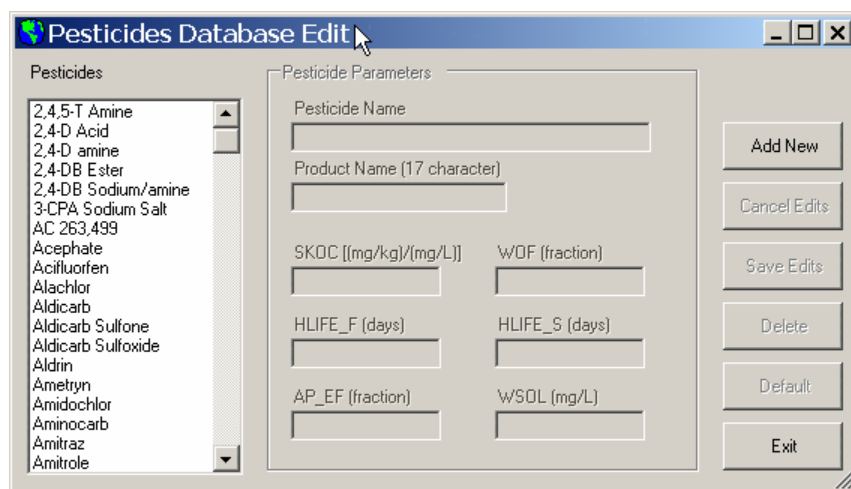 Pesticides Database Edit
Pesticides
2,4,5-T Amine
2,4-D Acid
2,4-D amine
2,4-DB Ester
2,4-DB Sodium/amine
3-CPA Sodium Salt
AC 263,499
Acephate
Acifluorfen
Alachlor
Aldicarb
Aldicarb Sulfone
Aldicarb Sulfoxide
Aldrin
Ametryn
Amidochlor
Aminocarb
Amitraz
Amitrole
Pesticide Parameters
Pesticide Name
Product Name (17 character)
SKOC [(mg/kg)/(mg/L)] WOF (fraction)
HLIFE_F (days) HLIFE_S (days)
AP_EF (fraction) WSOL (mg/L)
Add New
Cancel Edits
Save Edits
Delete
Default
Exit